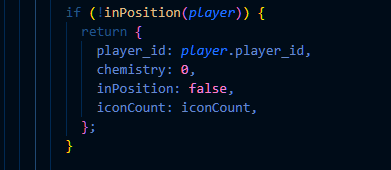 if (!inPosition(player)) {
return {
player_id: player.player_id,
chemistry: 0,
inPosition: false,
iconCount: iconCount,
};
}